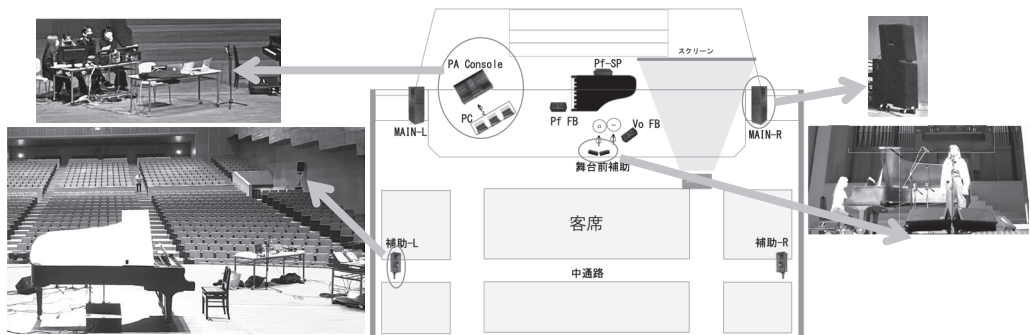 スクリーン
PA Console
Pf-SP
PC
Pf FB
Vo FB
MAIN-L
MAIN-R
舞台前補助
客席
補助-L
補助-R
中通路